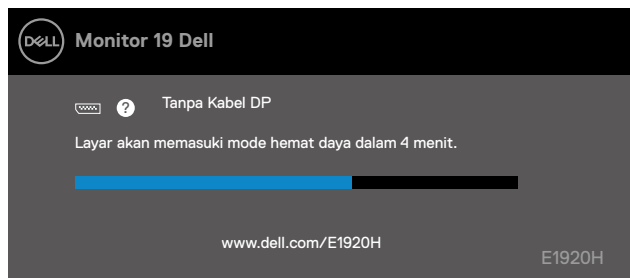 DELL Monitor 19 Dell
? Tanpa Kabel DP
Layar akan memasuki mode hemat daya dalam 4 menit.
www.dell.com/E1920H
E1920H